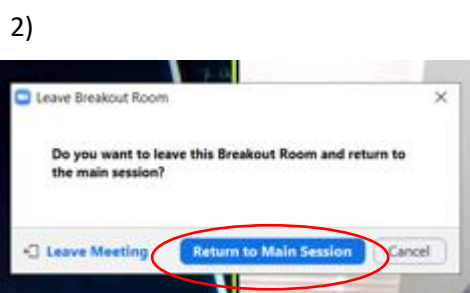 2)
Leave Breakout Room
Do you want to leave this Breakout Room and return to
the main session?
Leave Meeting Return to Main Session Cancel